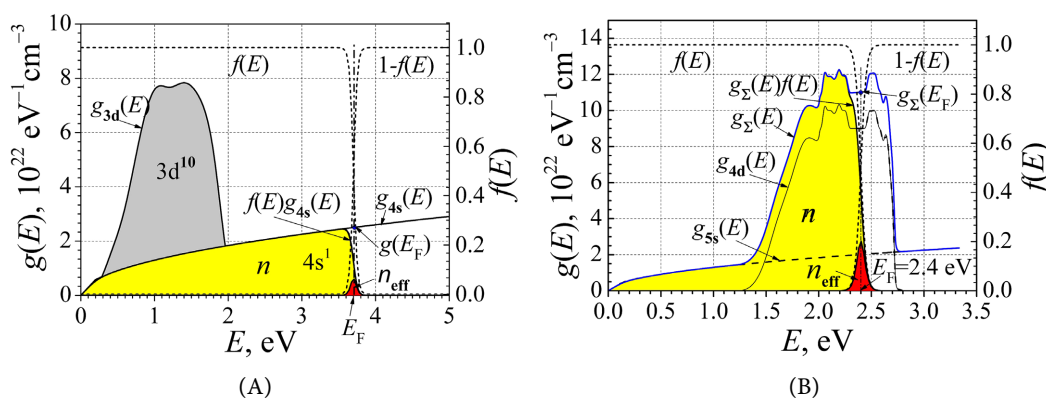 g(E), 10²² eV⁻¹cm⁻³
10
8
6
4
2
0
0
1
2
3
4
5
E, eV
1.0
0.8
0.6
0.4
0.2
0.0
f(E)
f(E)
1-f(E)
g3d(E)
3d¹⁰
f(E)g4s(E)
g4s(E)
g(EF)
n
4s¹
neff
EF
(A)
g(E), 10²² eV⁻¹cm⁻³
14
12
10
8
6
4
2
0
0.0
0.5
1.0
1.5
2.0
2.5
3.0
3.5
E, eV
1.0
0.8
0.6
0.4
0.2
0.0
f(E)
f(E)
1-f(E)
gΣ(E)f(E)
gΣ(EF)
gΣ(E)
g4d(E)
n
g5s(E)
neff
EF=2.4 eV
(B)